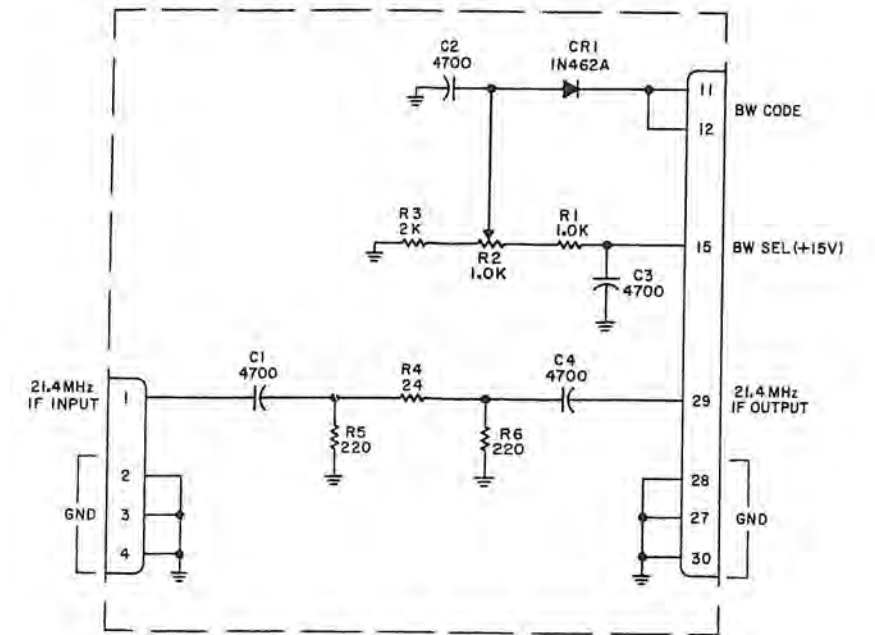 C2
4700
CR1
1N462A
11
12
BW CODE
R3
2K
R2
1.0K
R1
1.0K
15
BW SEL (+15V)
C3
4700
21.4MHz
IF INPUT
1
C1
4700
R4
24
C4
4700
29
21.4MHz
IF OUTPUT
R5
220
R6
220
GND
2
3
4
28
27
30
GND